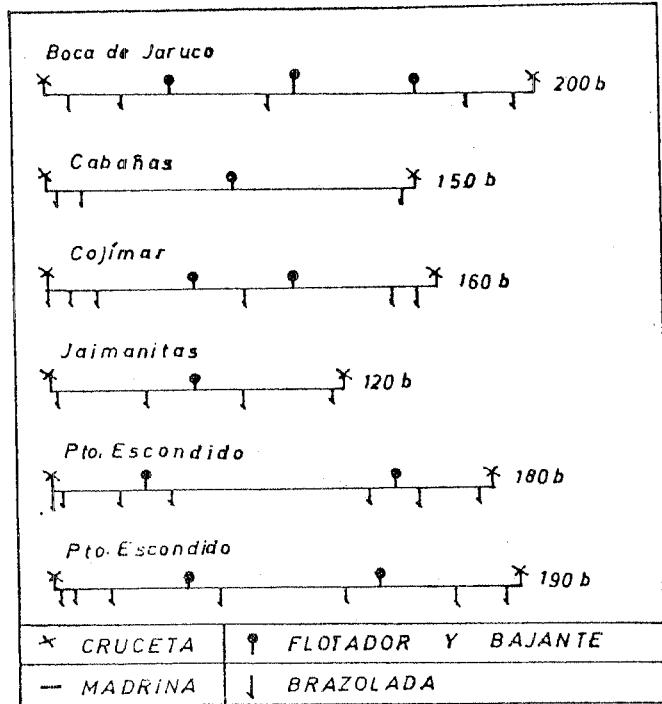 Boca de Jaruco
200 b
Cabañas
150 b
Cojímar
160 b
Jaimanitas
120 b
Pto. Escondido
180 b
Pto. Escondido
190 b
CRUCETA
FLOTADOR Y BAJANTE
MADRINA
BRAZOLADA